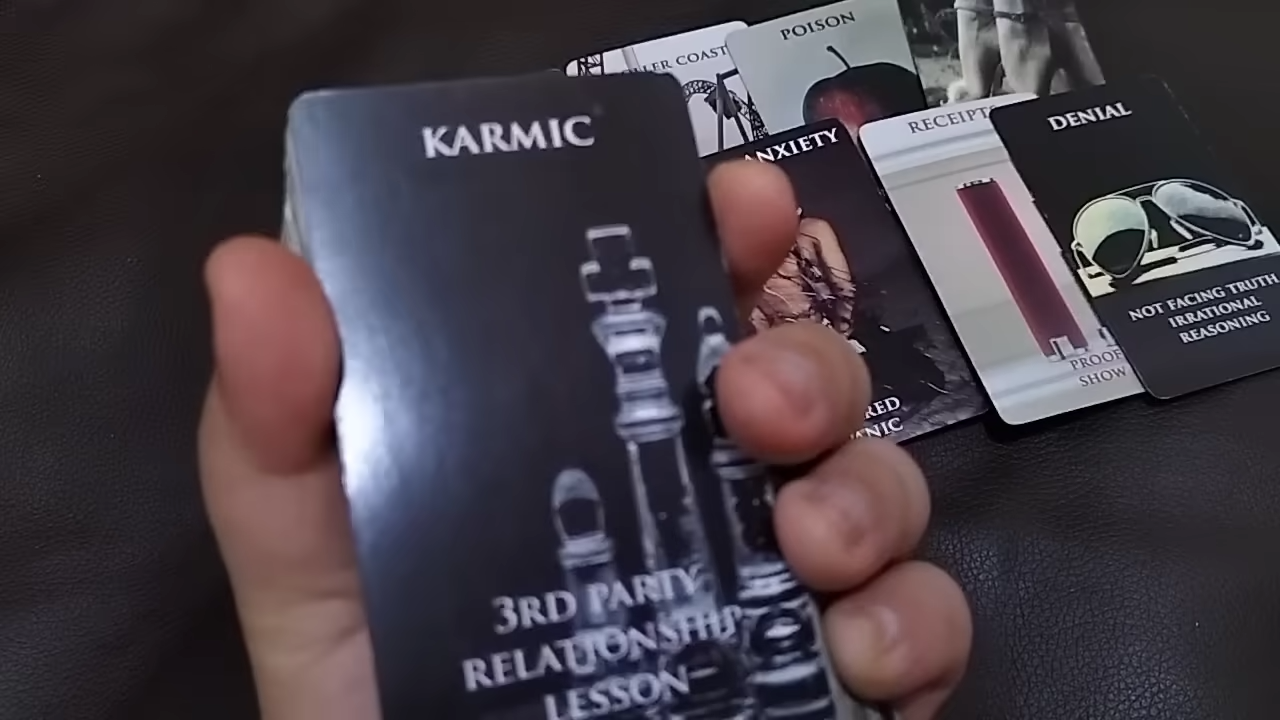 KARMIC
3RD PARTY
RELATIONSHIP
LESSON
POISON
ANXIETY
RECEIPTS
PROOF
SHOW
DENIAL
NOT FACING TRUTH
IRRATIONAL
REASONING